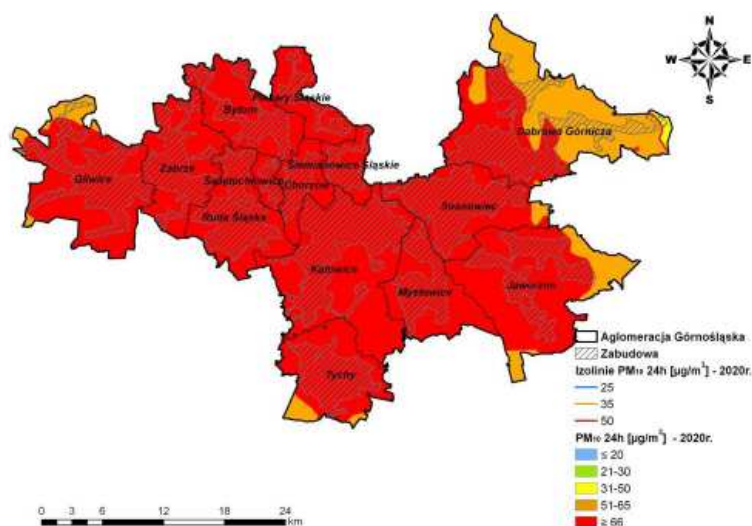 N
W E
S
Piekary Śląskie
Bytom
Dąbrowa Górnicza
Siemianowice Śląskie
Zabrze
Gliwice
Świętochłowice
Chorzów
Ruda Śląska
Sosnowiec
Katowice
Mysłowice
Jaworzno
Tychy
Aglomeracja Górnośląska
Zabudowa
Izolinie PM₁₀ 24h [µg/m³] - 2020r.
25
35
50
PM₁₀ 24h [µg/m³] - 2020r.
≤ 20
21-30
31-50
51-65
≥ 66
0 3 6 12 18 24
km